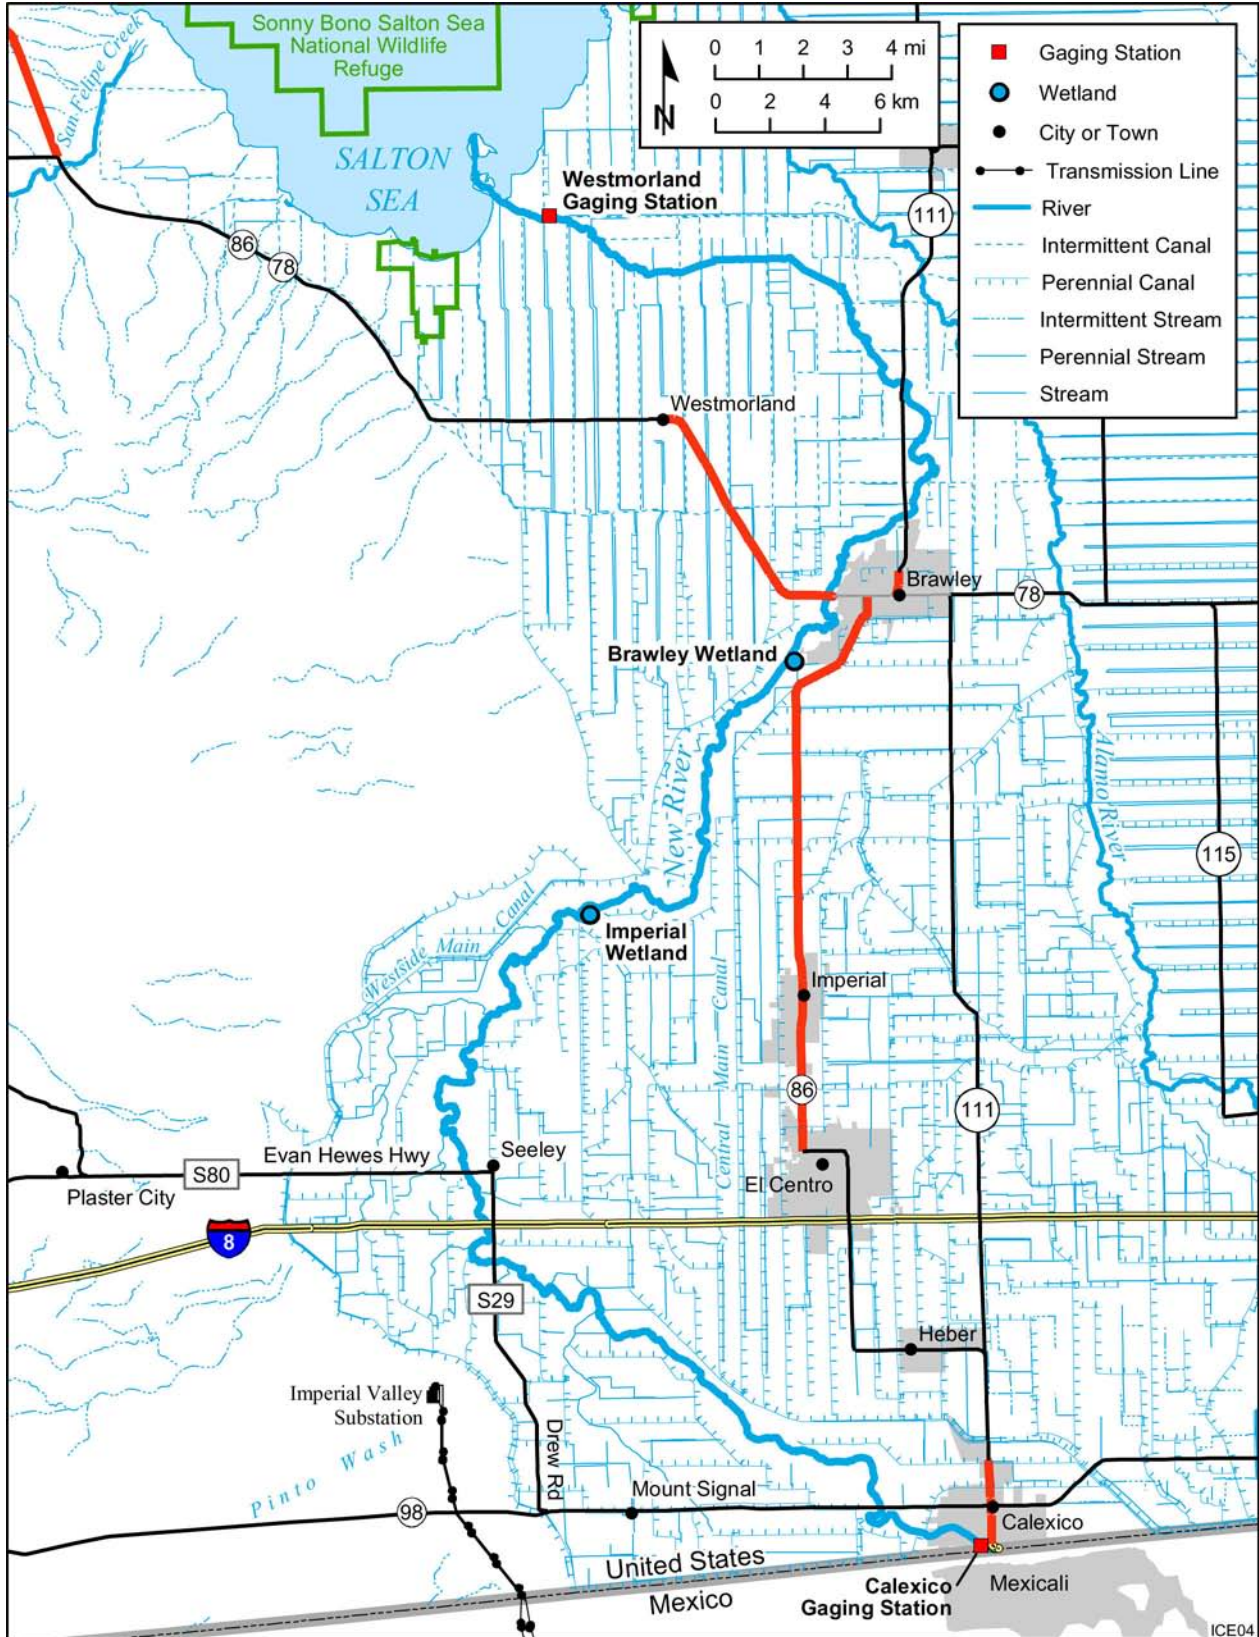 Sonny Bono Salton Sea
National Wildlife
Refuge
San Felipe Creek
SALTON
SEA
0 1 2 3 4 mi
0 2 4 6 km
N
Gaging Station
Wetland
City or Town
Transmission Line
River
Intermittent Canal
Perennial Canal
Intermittent Stream
Perennial Stream
Stream
Westmorland
Gaging Station
111
86
78
Westmorland
Brawley
78
Brawley Wetland
New River
Alamo River
115
Westside Main Canal
Imperial
Wetland
Central Main Canal
Imperial
86
111
Evan Hewes Hwy
Seeley
S80
Plaster City
El Centro
8
S29
Heber
Imperial Valley
Substation
Pinto Wash
Drew Rd
98
Mount Signal
Calexico
United States
Mexico
Calexico
Gaging Station
Mexicali
ICE04